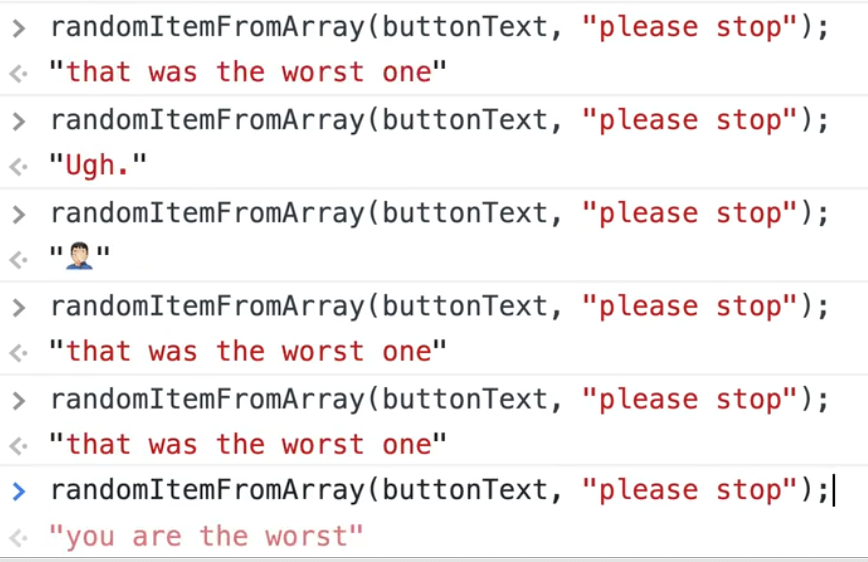 > randomItemFromArray(buttonText, "please stop");
<· "that was the worst one"
> randomItemFromArray(buttonText, "please stop");
<· "Ugh."
> randomItemFromArray(buttonText, "please stop");
<· "🤦🏻‍♂️"
> randomItemFromArray(buttonText, "please stop");
<· "that was the worst one"
> randomItemFromArray(buttonText, "please stop");
<· "that was the worst one"
> randomItemFromArray(buttonText, "please stop");
<· "you are the worst"